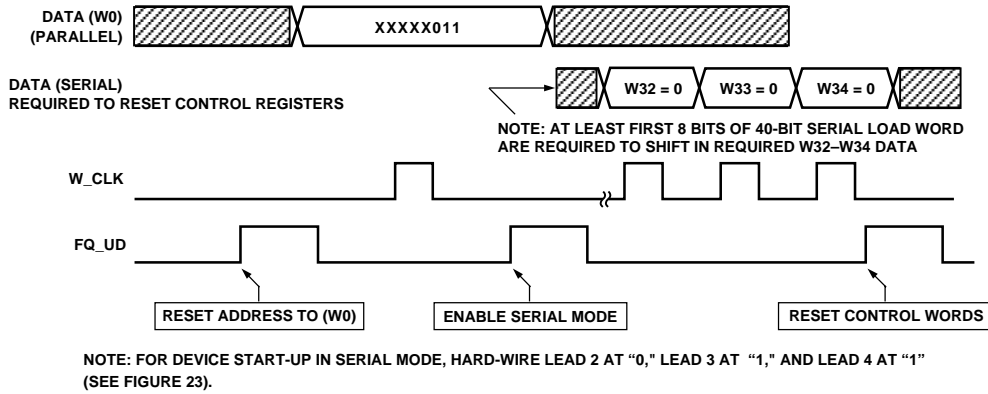 DATA (W0)
(PARALLEL)
XXXXX011
DATA (SERIAL)
REQUIRED TO RESET CONTROL REGISTERS
W32 = 0
W33 = 0
W34 = 0
NOTE: AT LEAST FIRST 8 BITS OF 40-BIT SERIAL LOAD WORD
ARE REQUIRED TO SHIFT IN REQUIRED W32–W34 DATA
W_CLK
FQ_UD
RESET ADDRESS TO (W0)
ENABLE SERIAL MODE
RESET CONTROL WORDS
NOTE: FOR DEVICE START-UP IN SERIAL MODE, HARD-WIRE LEAD 2 AT “0,” LEAD 3 AT “1,” AND LEAD 4 AT “1”
(SEE FIGURE 23).